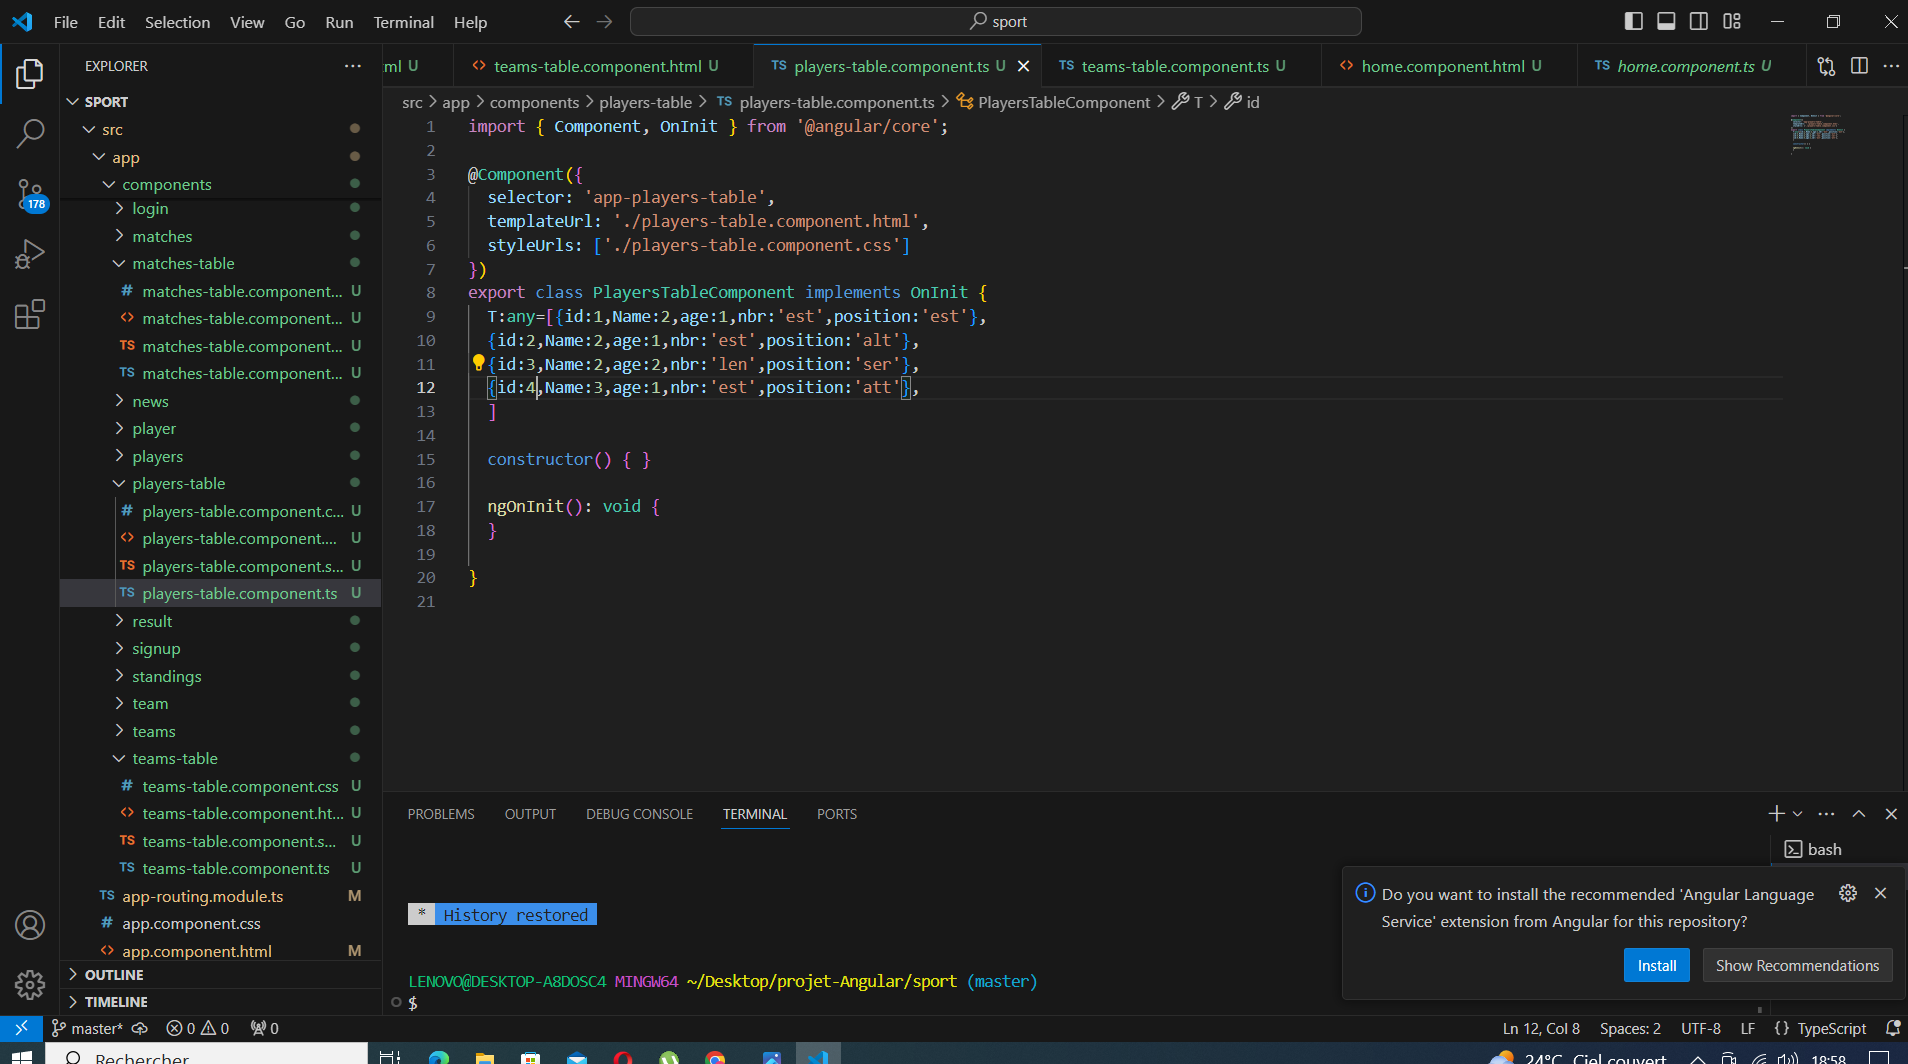 File Edit Selection View Go Run Terminal Help
sport
EXPLORER
ml U
teams-table.component.html U
players-table.component.ts U
teams-table.component.ts U
home.component.html U
home.component.ts U
src > app > components > players-table > TS players-table.component.ts > PlayersTableComponent > T > id
SPORT
src
app
components
login
matches
matches-table
# matches-table.component... U
<> matches-table.component... U
TS matches-table.component... U
TS matches-table.component... U
news
player
players
players-table
# players-table.component.c... U
<> players-table.component.... U
TS players-table.component.s... U
TS players-table.component.ts U
result
signup
standings
team
teams
teams-table
# teams-table.component.css U
<> teams-table.component.ht... U
TS teams-table.component.s... U
TS teams-table.component.ts U
TS app-routing.module.ts M
# app.component.css
<> app.component.html M
OUTLINE
TIMELINE
178
1 import { Component, OnInit } from '@angular/core';
2
3 @Component({
4 selector: 'app-players-table',
5 templateUrl: './players-table.component.html',
6 styleUrls: ['./players-table.component.css']
7 })
8 export class PlayersTableComponent implements OnInit {
9 T:any=[{id:1,Name:2,age:1,nbr:'est',position:'est'},
10 {id:2,Name:2,age:1,nbr:'est',position:'alt'},
11 {id:3,Name:2,age:2,nbr:'len',position:'ser'},
12 {id:4,Name:3,age:1,nbr:'est',position:'att'},
13 ]
14
15 constructor() { }
16
17 ngOnInit(): void {
18 }
19
20 }
21
PROBLEMS OUTPUT DEBUG CONSOLE TERMINAL PORTS
bash
* History restored
LENOVO@DESKTOP-A8DOSC4 MINGW64 ~/Desktop/projet-Angular/sport (master)
$
Do you want to install the recommended 'Angular Language
Service' extension from Angular for this repository?
Install
Show Recommendations
master* 0 0 0
Ln 12, Col 8 Spaces: 2 UTF-8 LF {} TypeScript
Rechercher
24°C Ciel couvert
18:58